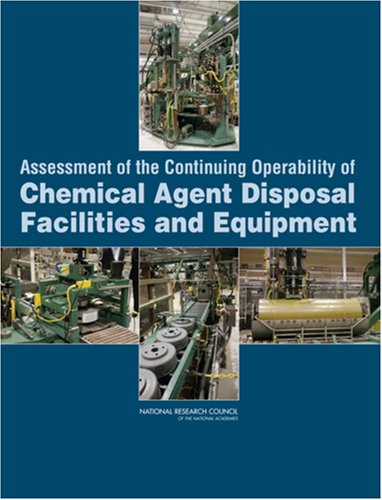 Assessment of the Continuing Operability of
Chemical Agent Disposal
Facilities and Equipment
NATIONAL RESEARCH COUNCIL
OF THE NATIONAL ACADEMIES